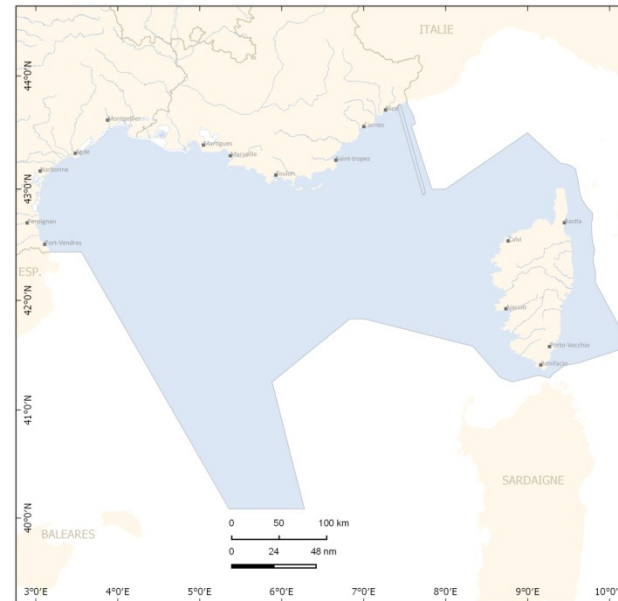 ITALIE
44°0'N
Nice
Montpellier
Cannes
Martigues
Agde
Marseille
Saint-tropez
43°0'N
Narbonne
Toulon
Perpignan
Bastia
Port-Vendres
Calvi
ESP.
42°0'N
Ajaccio
Porto-Vecchio
Bonifacio
41°0'N
SARDAIGNE
40°0'N
BALEARES
0 50 100 km
0 24 48 nm
3°0'E 4°0'E 5°0'E 6°0'E 7°0'E 8°0'E 9°0'E 10°0'